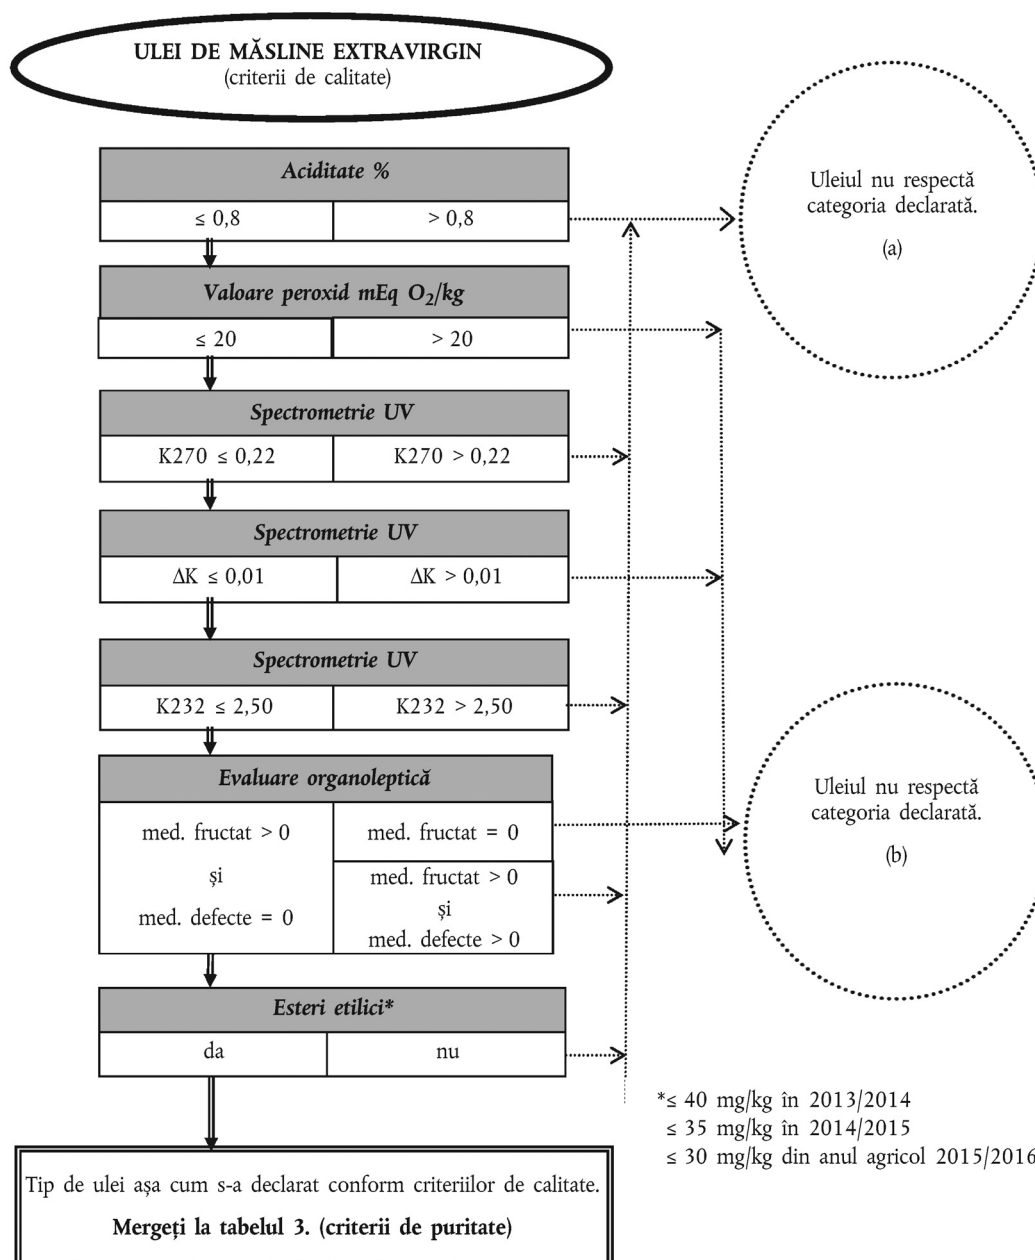 ULEI DE MĂSLINE EXTRAVIRGIN
(criterii de calitate)
Aciditate %
≤ 0,8
> 0,8
Uleiul nu respectă
categoria declarată.
(a)
Valoare peroxid mEq O₂/kg
≤ 20
> 20
Spectrometrie UV
K270 ≤ 0,22
K270 > 0,22
Spectrometrie UV
ΔK ≤ 0,01
ΔK > 0,01
Spectrometrie UV
K232 ≤ 2,50
K232 > 2,50
Evaluare organoleptică
med. fructat > 0
și
med. defecte = 0
med. fructat = 0
med. fructat > 0
și
med. defecte > 0
Uleiul nu respectă
categoria declarată.
(b)
Esteri etilici*
da
nu
*≤ 40 mg/kg în 2013/2014
≤ 35 mg/kg în 2014/2015
≤ 30 mg/kg din anul agricol 2015/2016
Tip de ulei așa cum s-a declarat conform criteriilor de calitate.
Mergeți la tabelul 3. (criterii de puritate)